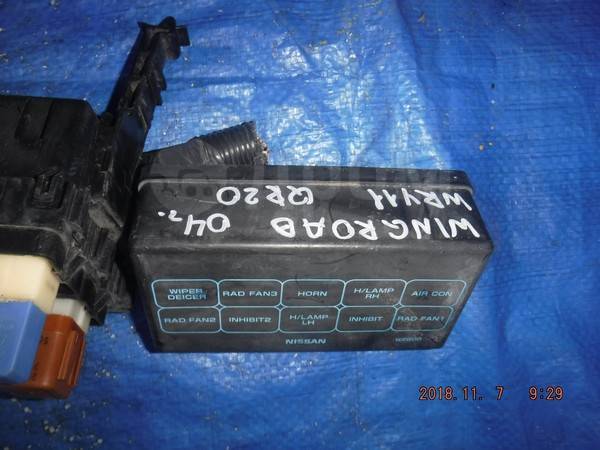 WINGROAD 04г.
WRY11 QR20
WIPER DEICER
RAD FAN3
HORN
H/LAMP RH
AIR CON
RAD FAN2
INHIBIT2
H/LAMP LH
INHIBIT
RAD FAN1
NISSAN
2018.11. 7 9:29